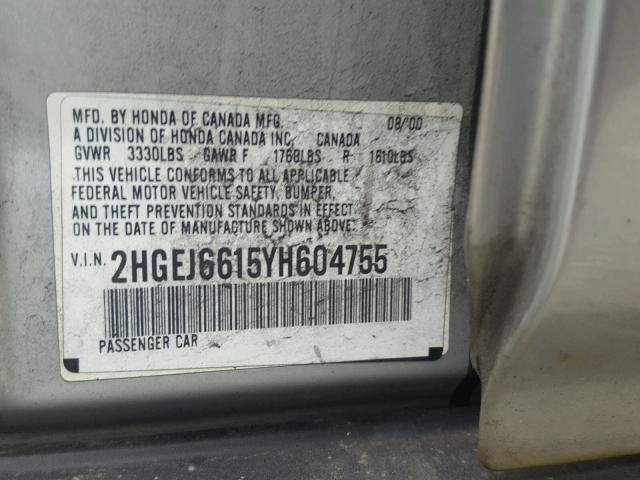 MFD. BY HONDA OF CANADA MFG. 08/00
A DIVISION OF HONDA CANADA INC, CANADA
GVWR 3330LBS GAWR F 1760LBS R 1610LBS
THIS VEHICLE CONFORMS TO ALL APPLICABLE
FEDERAL MOTOR VEHICLE SAFETY, BUMPER,
AND THEFT PREVENTION STANDARDS IN EFFECT
ON THE DATE OF MANUFACTURE SHOWN ABOVE.
V.I.N. 2HGEJ6615YH604755
PASSENGER CAR